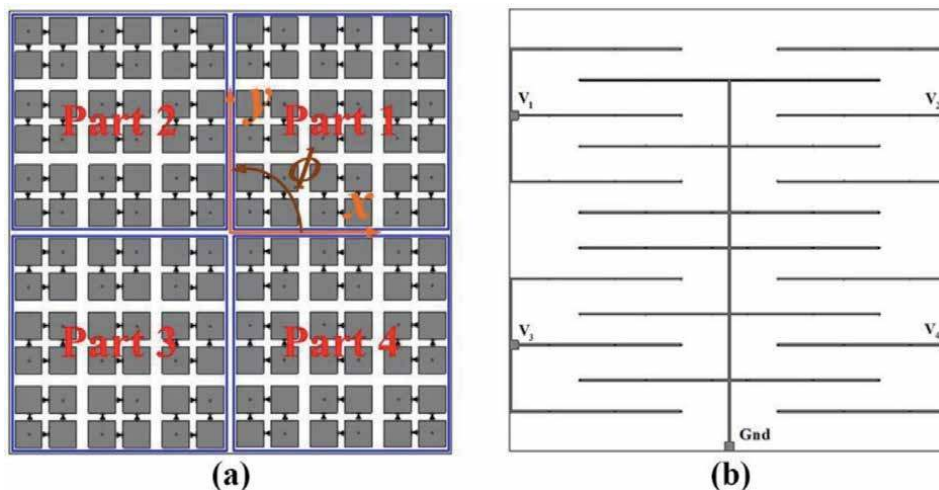 Part 2
Part 1
y
ϕ
x
Part 3
Part 4
(a)
V1
V2
V3
V4
Gnd
(b)